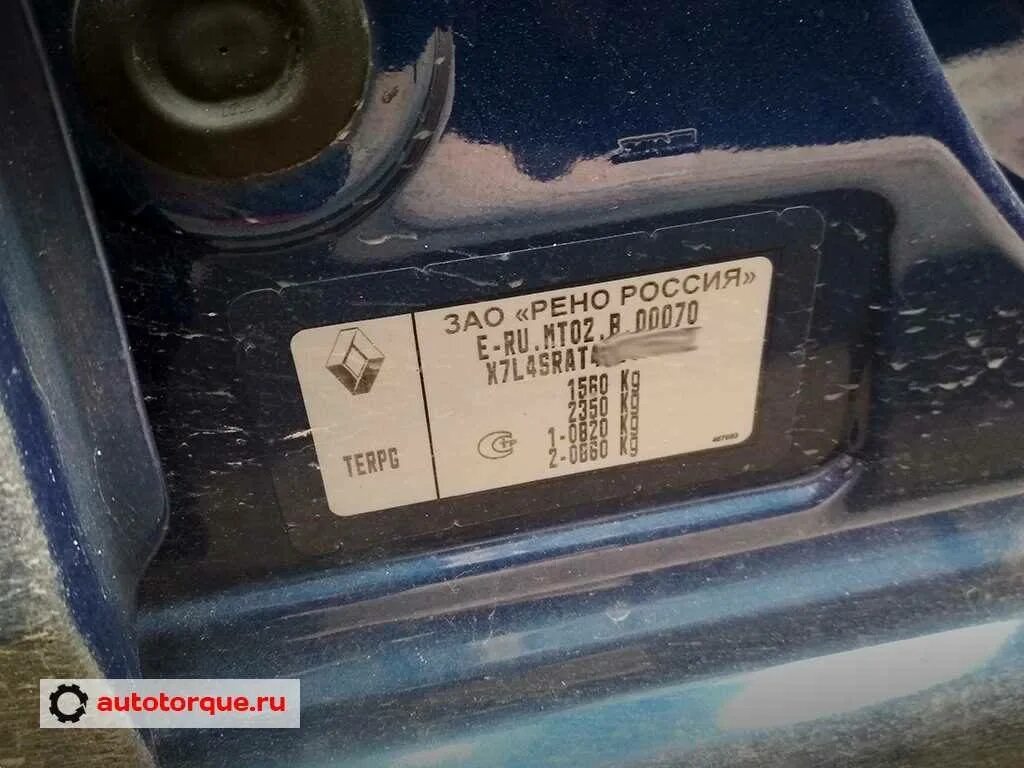 ЗАО «РЕНО РОССИЯ»
E-RU.MT02.B.00070
X7L4SRAT4
1560 Kg
2350 Kg
1-0820 Kg
2-0860 Kg
TERPG
autotorque.ru